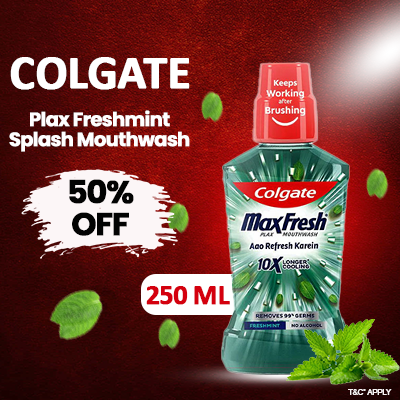 COLGATE
Plax Freshmint
Splash Mouthwash
50%
OFF
250 ML
Keeps
Working
after
Brushing
Colgate
MaxFresh
PLAX MOUTHWASH
Aao Refresh Karein
10X LONGER COOLING
REMOVES 99% GERMS
FRESHMINT NO ALCOHOL
T&C* APPLY